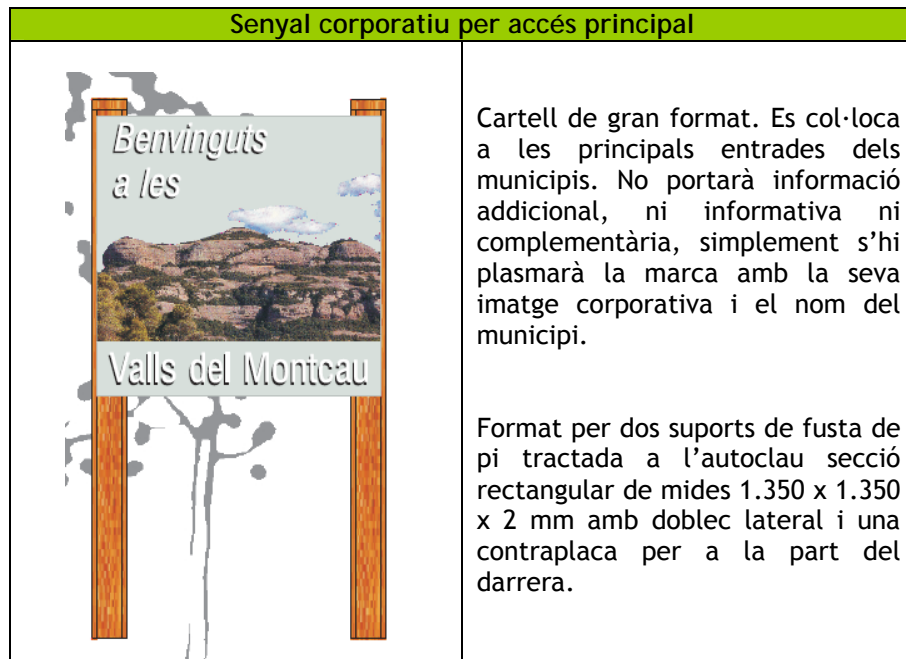 Senyal corporatiu per accés principal
Benvinguts
a les
Valls del Montcau
Cartell de gran format. Es col·loca
a les principals entrades dels
municipis. No portarà informació
addicional, ni informativa ni
complementària, simplement s’hi
plasmarà la marca amb la seva
imatge corporativa i el nom del
municipi.
Format per dos suports de fusta de
pi tractada a l’autoclau secció
rectangular de mides 1.350 x 1.350
x 2 mm amb doblec lateral i una
contraplaca per a la part del
darrera.